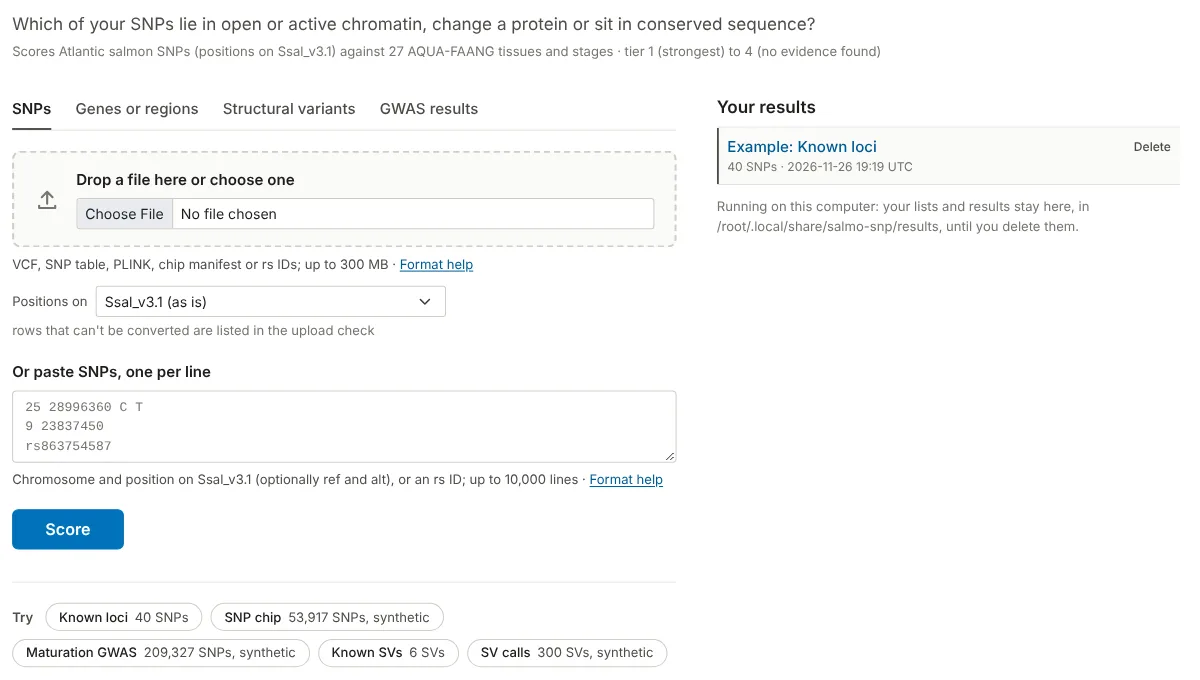 Which of your SNPs lie in open or active chromatin, change a protein or sit in conserved sequence?
Scores Atlantic salmon SNPs (positions on Ssal_v3.1) against 27 AQUA-FAANG tissues and stages · tier 1 (strongest) to 4 (no evidence found)
SNPs
Genes or regions
Structural variants
GWAS results
Drop a file here or choose one
Choose File
No file chosen
VCF, SNP table, PLINK, chip manifest or rs IDs; up to 300 MB · Format help
Positions on
Ssal_v3.1 (as is)
rows that can't be converted are listed in the upload check
Or paste SNPs, one per line
25 28996360 C T
9 23837450
rs863754587
Chromosome and position on Ssal_v3.1 (optionally ref and alt), or an rs ID; up to 10,000 lines · Format help
Score
Try
Known loci 40 SNPs
SNP chip 53,917 SNPs, synthetic
Maturation GWAS 209,327 SNPs, synthetic
Known SVs 6 SVs
SV calls 300 SVs, synthetic
Your results
Example: Known loci
Delete
40 SNPs · 2026-11-26 19:19 UTC
Running on this computer: your lists and results stay here, in
/root/.local/share/salmo-snp/results, until you delete them.